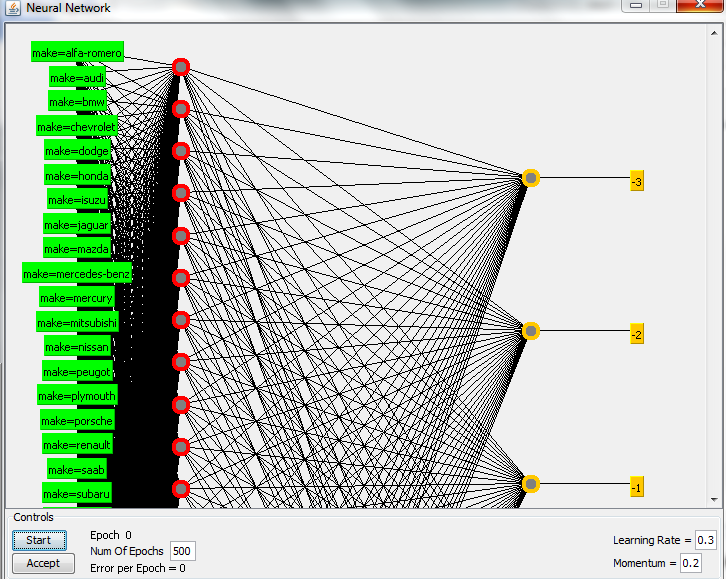 Neural Network
make=alfa-romero
make=audi
make=bmw
make=chevrolet
make=dodge
make=honda
make=isuzu
make=jaguar
make=mazda
make=mercedes-benz
make=mercury
make=mitsubishi
make=nissan
make=peugot
make=plymouth
make=porsche
make=renault
make=saab
make=subaru
-3
-2
-1
Controls
Start
Accept
Epoch 0
Num Of Epochs 500
Error per Epoch = 0
Learning Rate = 0.3
Momentum = 0.2